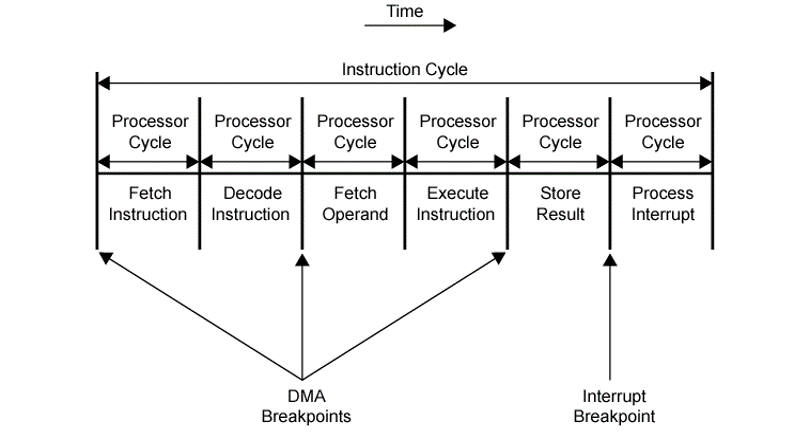 Time
Instruction Cycle
Processor Processor Processor Processor Processor Processor
Cycle Cycle Cycle Cycle Cycle Cycle
Fetch Decode Fetch Execute Store Process
Instruction Instruction Operand Instruction Result Interrupt
DMA Interrupt
Breakpoints Breakpoint